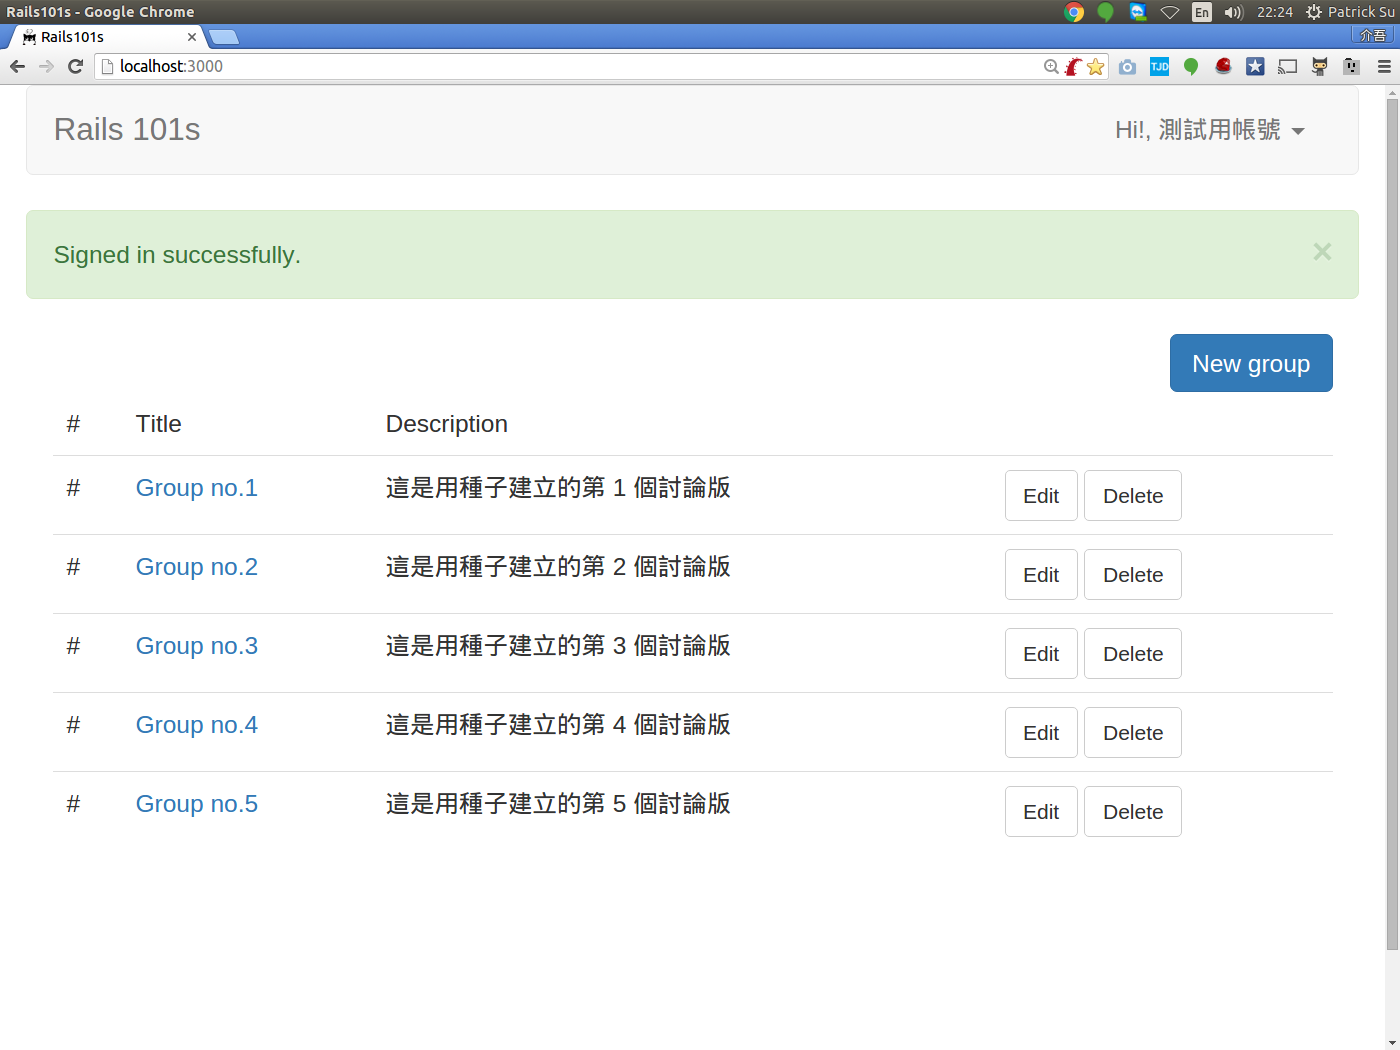 Rails101s - Google Chrome
En
22:24
Patrick Su
Rails101s
介吾
localhost:3000
TJD
Rails 101s
Hi!, 測試用帳號
Signed in successfully.
New group
# Title Description
# Group no.1 這是用種子建立的第 1 個討論版 Edit Delete
# Group no.2 這是用種子建立的第 2 個討論版 Edit Delete
# Group no.3 這是用種子建立的第 3 個討論版 Edit Delete
# Group no.4 這是用種子建立的第 4 個討論版 Edit Delete
# Group no.5 這是用種子建立的第 5 個討論版 Edit Delete